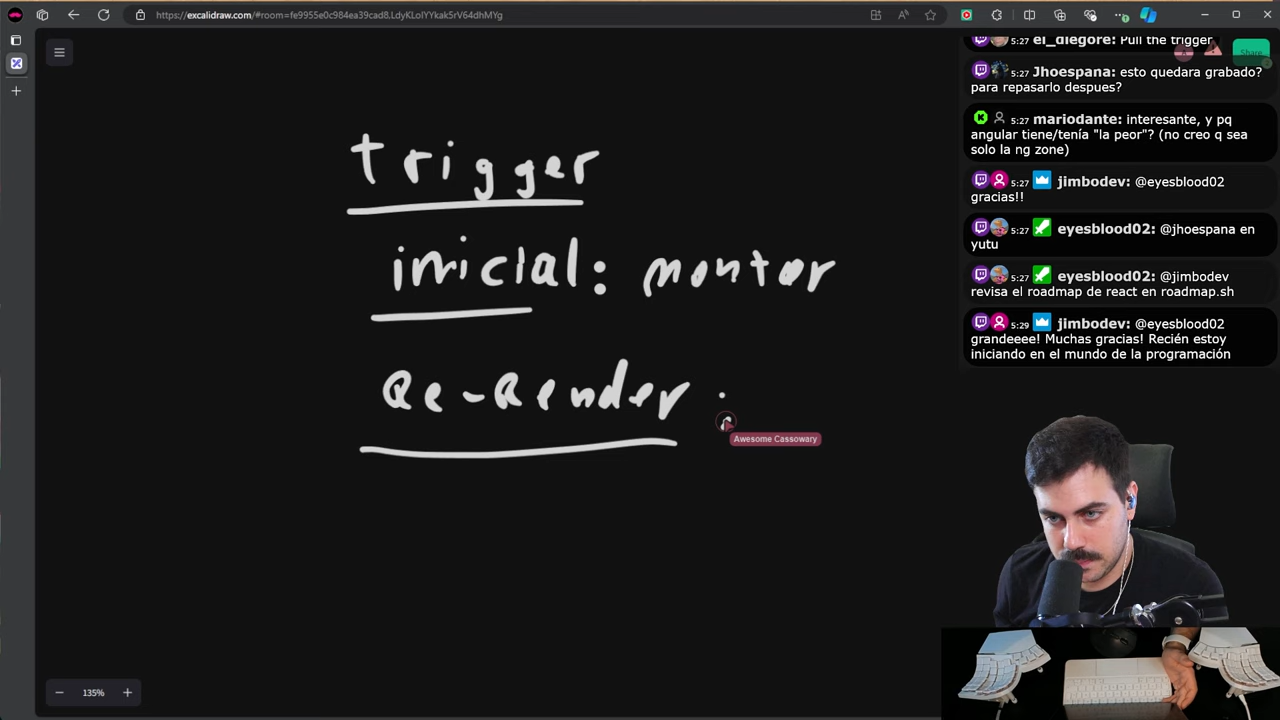 https://excalidraw.com/#room=fe9955e0c984ea39cad8,LdyKLoIYYkak5rV64dhMYg
trigger
inicial: montar
Re-Render :
Awesome Cassowary
135%
el_diegore: Pull the trigger
Share
5:27 Jhoespana: esto quedara grabado?
para repasarlo despues?
5:27 mariodante: interesante, y pq
angular tiene/tenía "la peor"? (no creo q sea
solo la ng zone)
5:27 jimbodev: @eyesblood02
gracias!!
5:27 eyesblood02: @jhoespana en
yutu
5:27 eyesblood02: @jimbodev
revisa el roadmap de react en roadmap.sh
5:29 jimbodev: @eyesblood02
grandeeee! Muchas gracias! Recién estoy
iniciando en el mundo de la programación